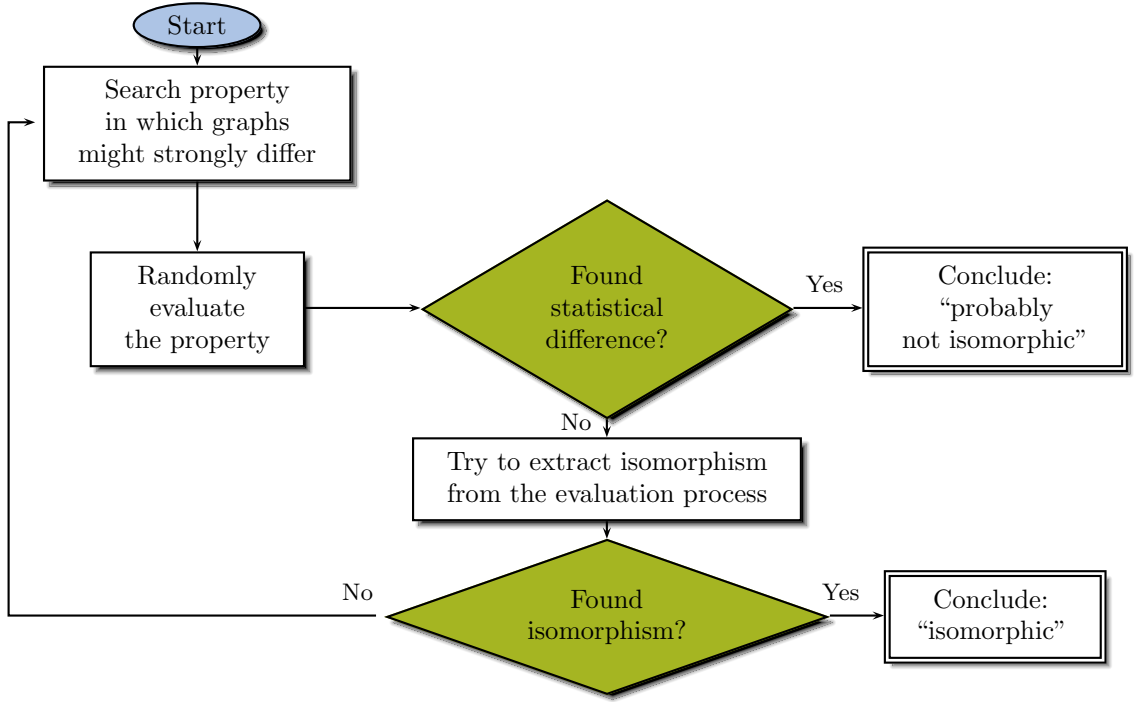 Start
Search property
in which graphs
might strongly differ
Randomly
evaluate
the property
Found
statistical
difference?
Yes
Conclude:
“probably
not isomorphic”
No
Try to extract isomorphism
from the evaluation process
No
Found
isomorphism?
Yes
Conclude:
“isomorphic”